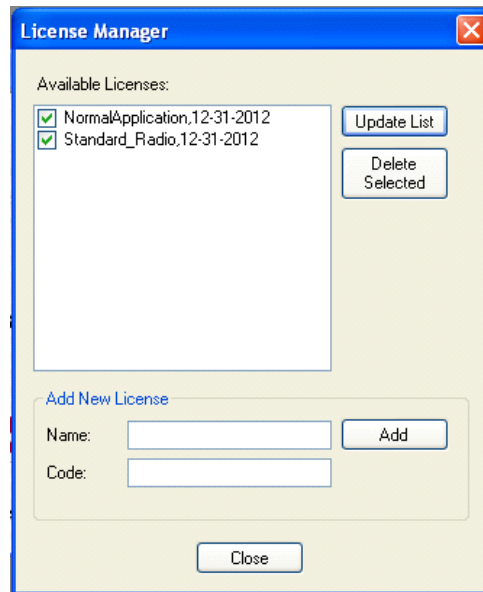 License Manager
Available Licenses:
NormalApplication,12-31-2012
Standard_Radio,12-31-2012
Update List
Delete
Selected
Add New License
Name:
Add
Code:
Close